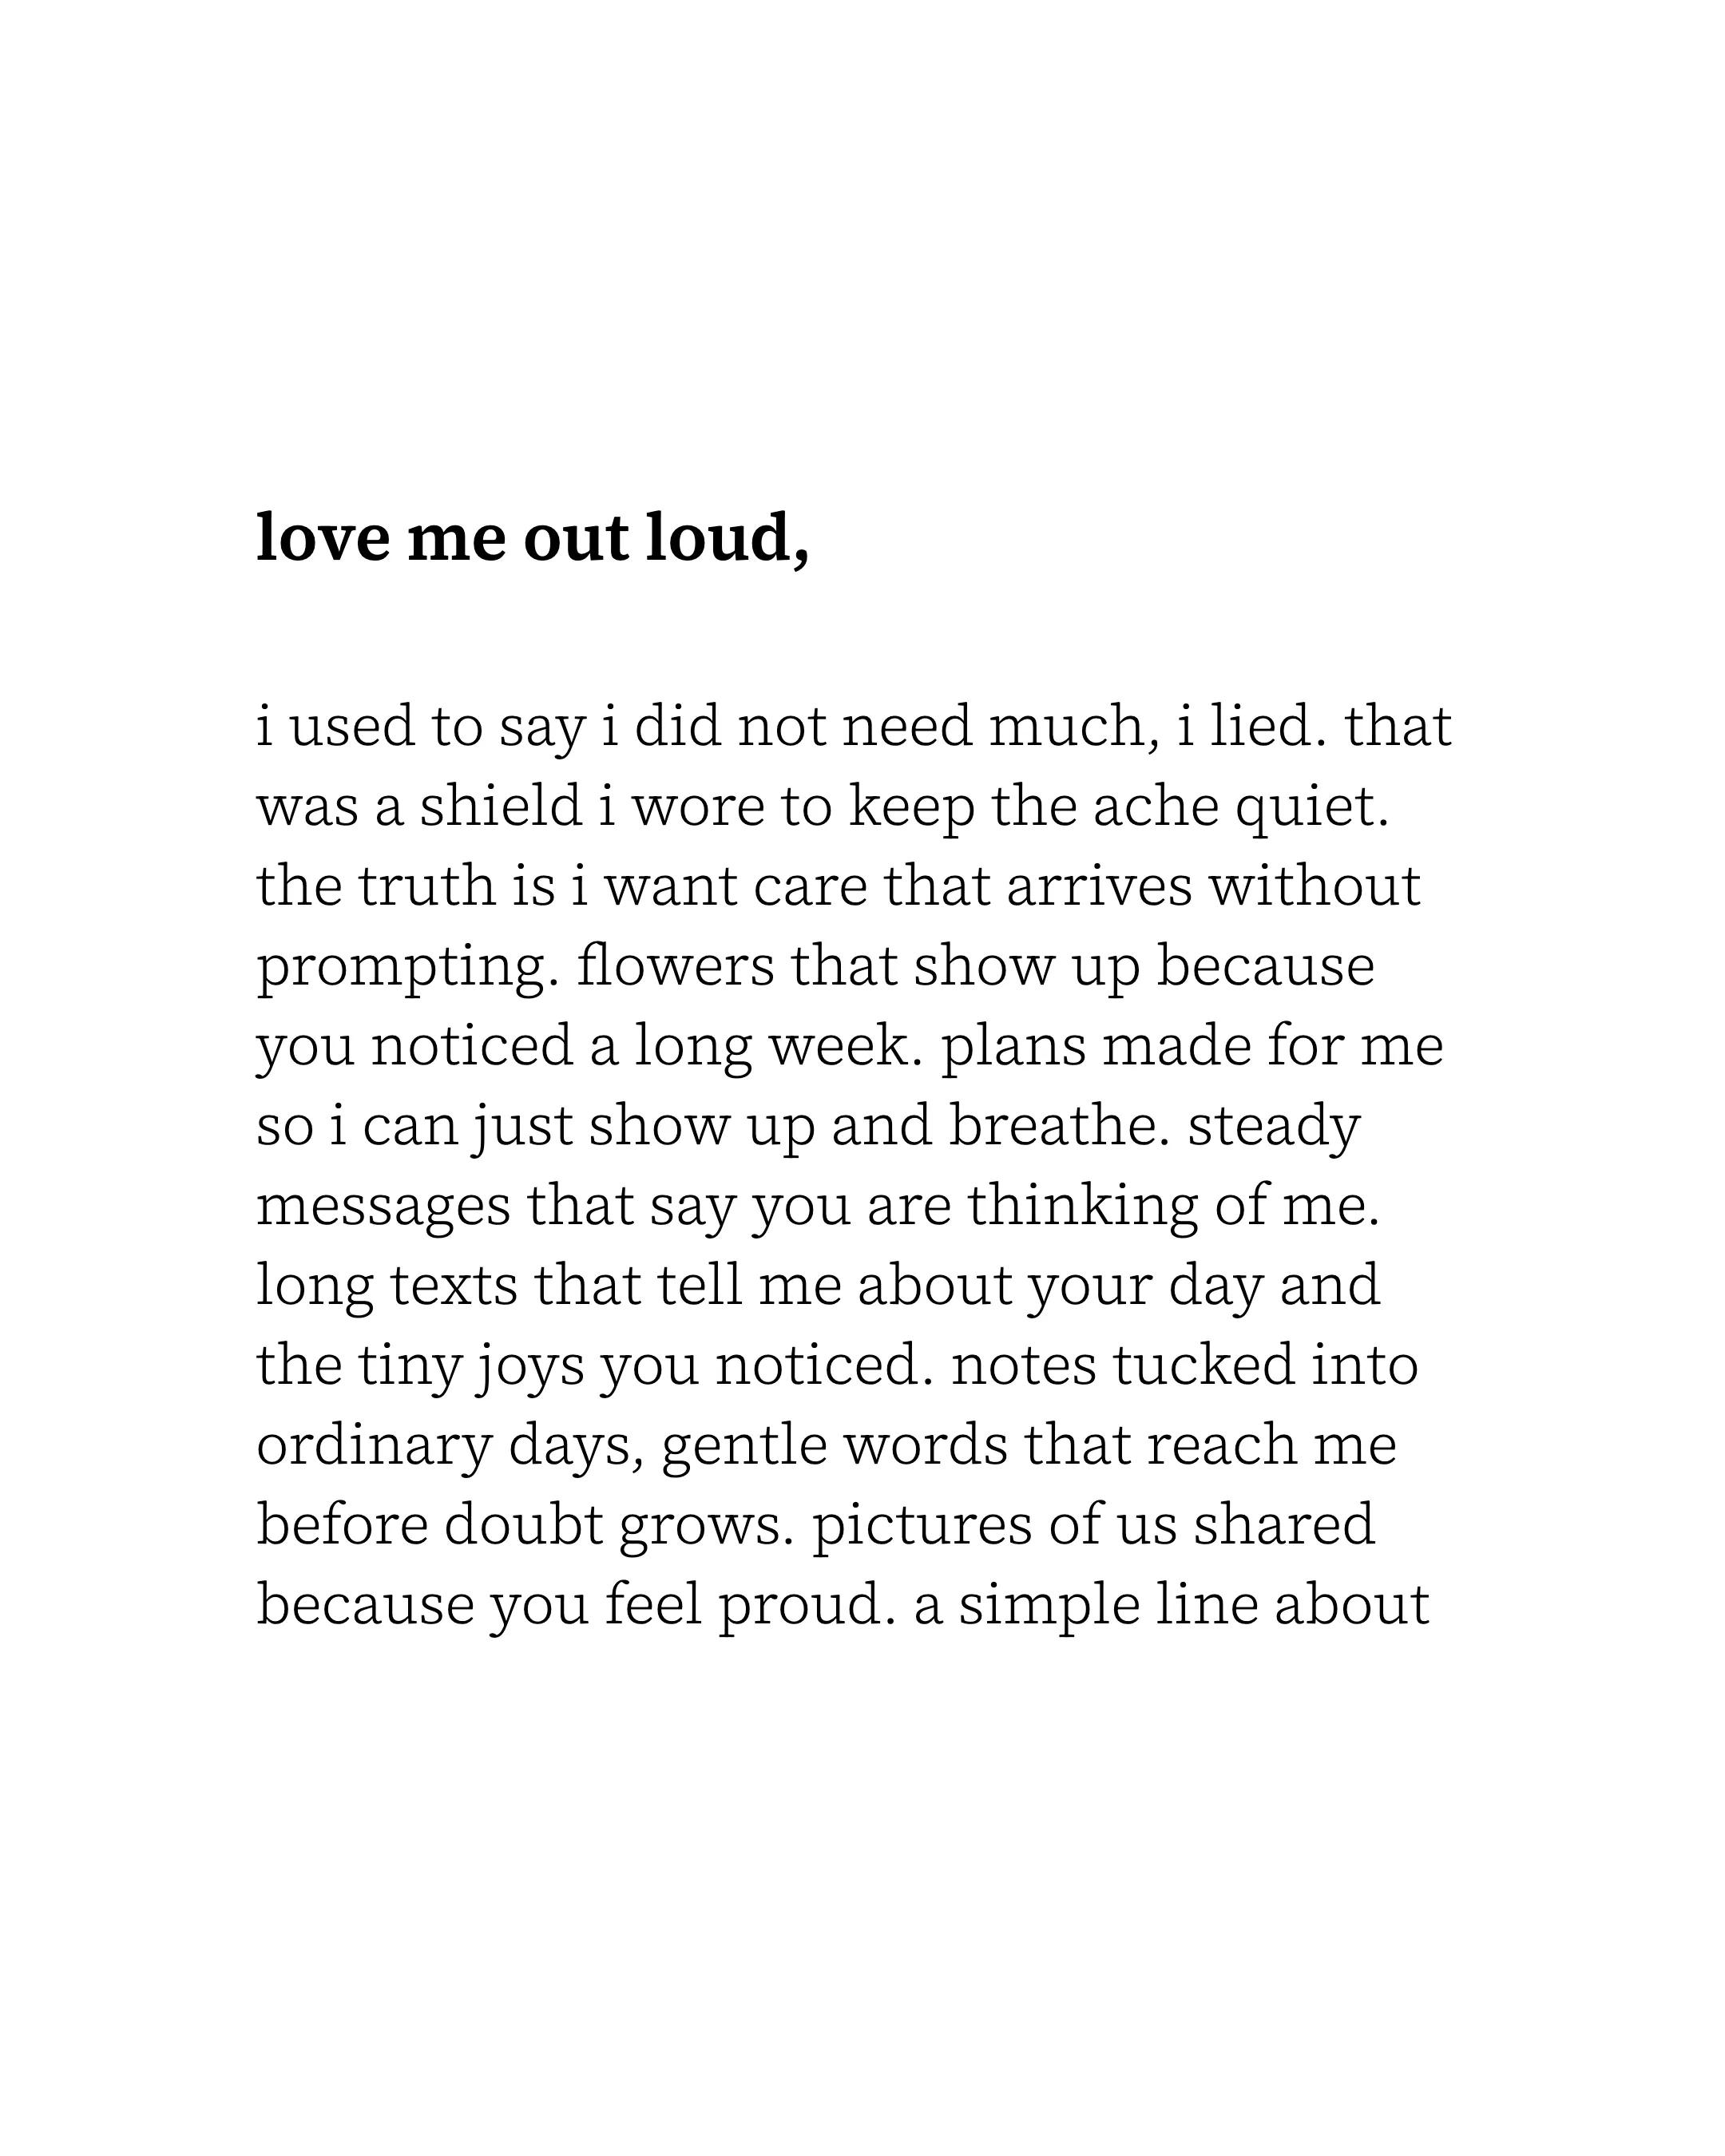 love me out loud,
i used to say i did not need much, i lied. that
was a shield i wore to keep the ache quiet.
the truth is i want care that arrives without
prompting. flowers that show up because
you noticed a long week. plans made for me
so i can just show up and breathe. steady
messages that say you are thinking of me.
long texts that tell me about your day and
the tiny joys you noticed. notes tucked into
ordinary days, gentle words that reach me
before doubt grows. pictures of us shared
because you feel proud. a simple line about